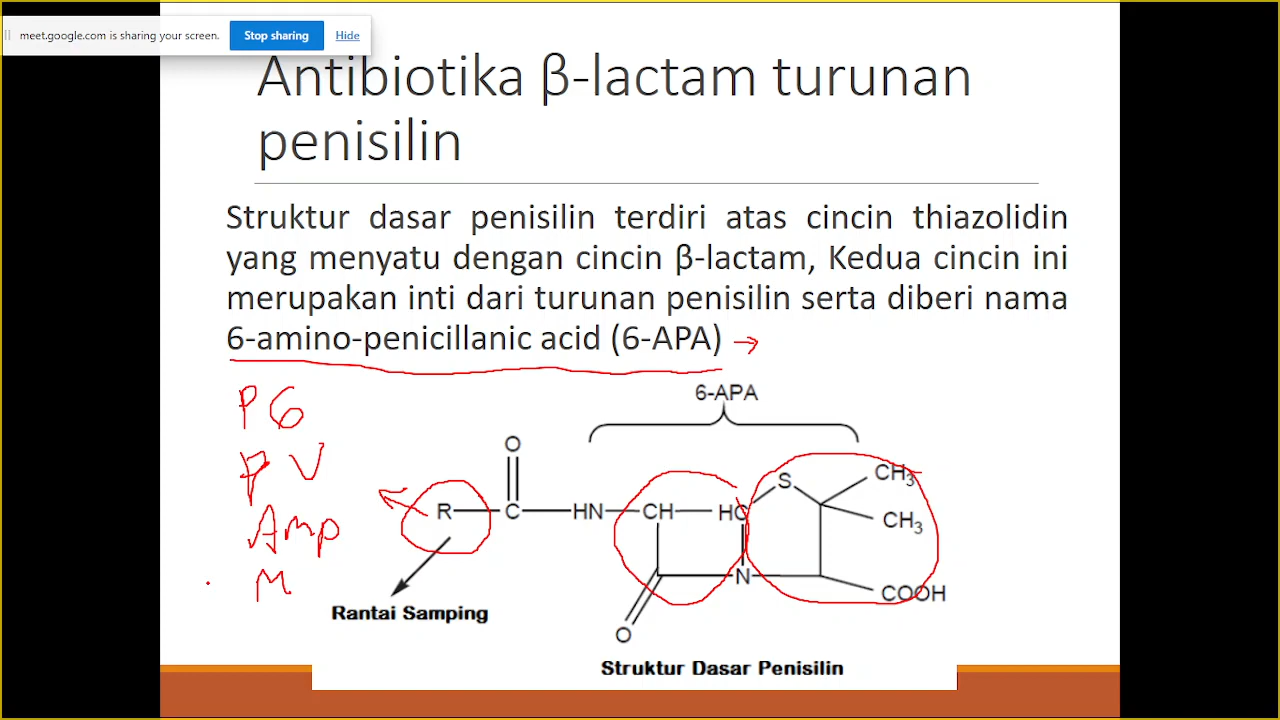 meet.google.com is sharing your screen. Stop sharing Hide
Antibiotika β-lactam turunan
penisilin
Struktur dasar penisilin terdiri atas cincin thiazolidin
yang menyatu dengan cincin β-lactam, Kedua cincin ini
merupakan inti dari turunan penisilin serta diberi nama
6-amino-penicillanic acid (6-APA) →
6-APA
P G
P V
Amp
M
O
R C HN CH HC S CH3
CH3
N COOH
O
Rantai Samping
Struktur Dasar Penisilin